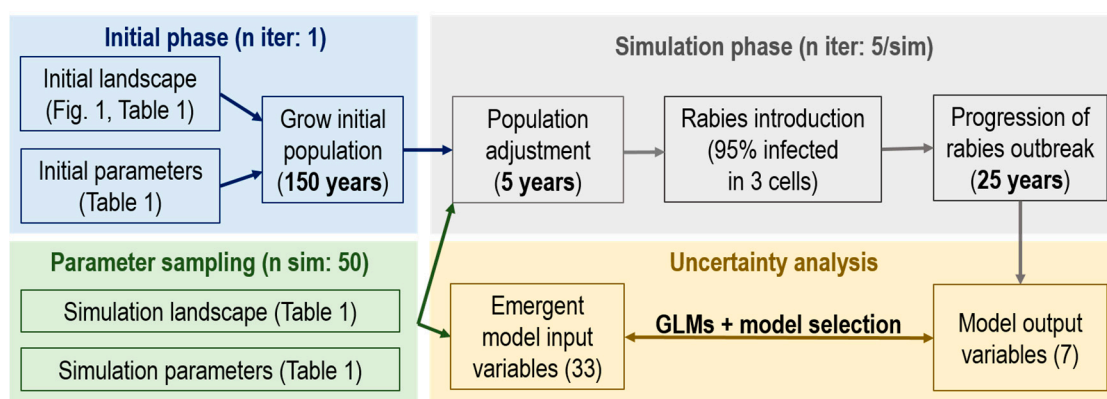 Initial phase (n iter: 1)
Initial landscape
(Fig. 1, Table 1)
Initial parameters
(Table 1)
Grow initial
population
(150 years)
Simulation phase (n iter: 5/sim)
Population
adjustment
(5 years)
Rabies introduction
(95% infected
in 3 cells)
Progression of
rabies outbreak
(25 years)
Parameter sampling (n sim: 50)
Simulation landscape (Table 1)
Simulation parameters (Table 1)
Uncertainty analysis
Emergent
model input
variables (33)
GLMs + model selection
Model output
variables (7)